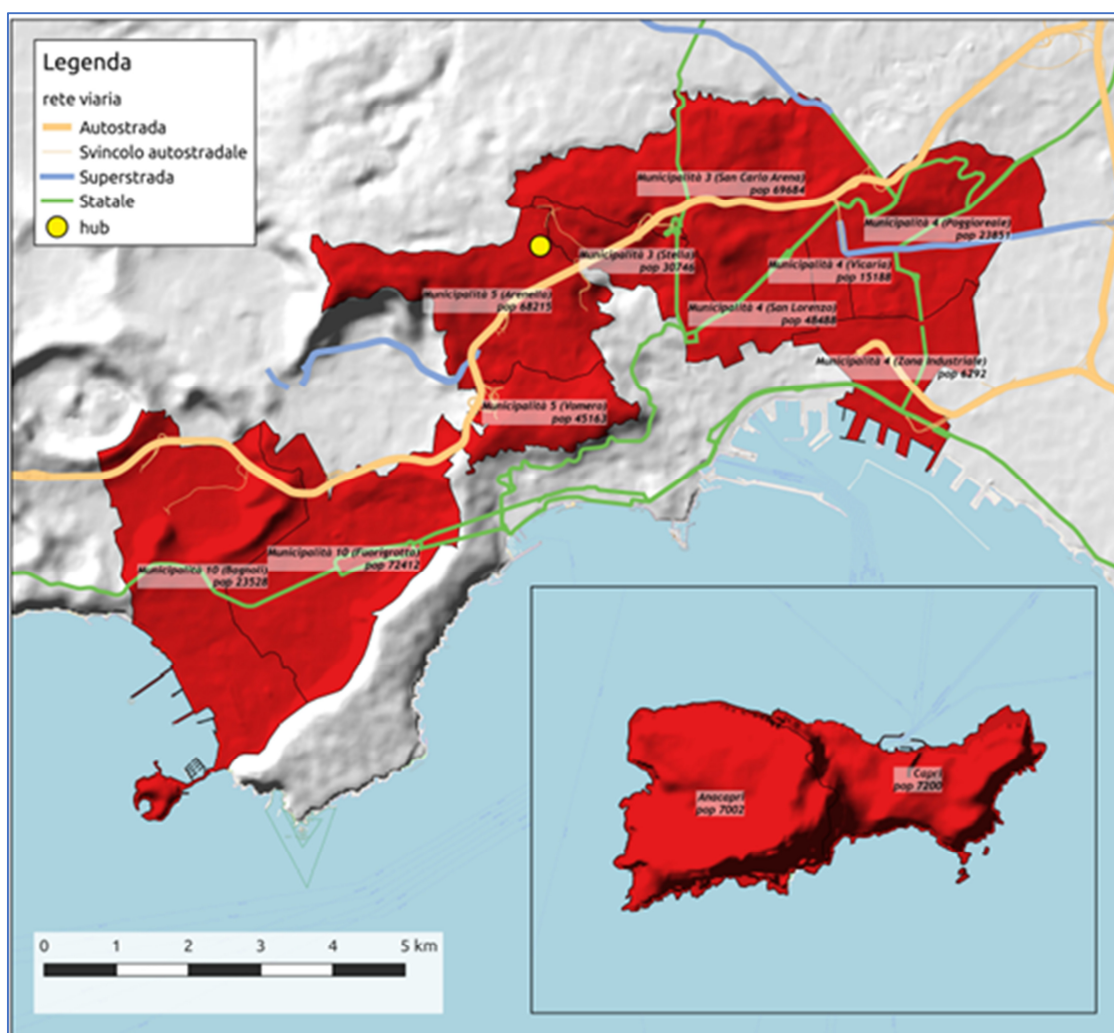 Legenda
rete viaria
Autostrada
Svincolo autostradale
Superstrada
Statale
hub
Municipalità 3 (San Carlo Arena)
pop 69684
Municipalità 4 (Poggioreale)
pop 23851
Municipalità 3 (Stella)
pop 30746
Municipalità 4 (Vicaria)
pop 15188
Municipalità 5 (Arenella)
pop 68215
Municipalità 4 (San Lorenzo)
pop 48488
Municipalità 4 (Zona Industriale)
pop 6292
Municipalità 5 (Vomero)
pop 45163
Municipalità 10 (Fuorigrotta)
pop 72412
Municipalità 10 (Bagnoli)
pop 23528
Capri
pop 7200
Anacapri
pop 7002
0 1 2 3 4 5 km